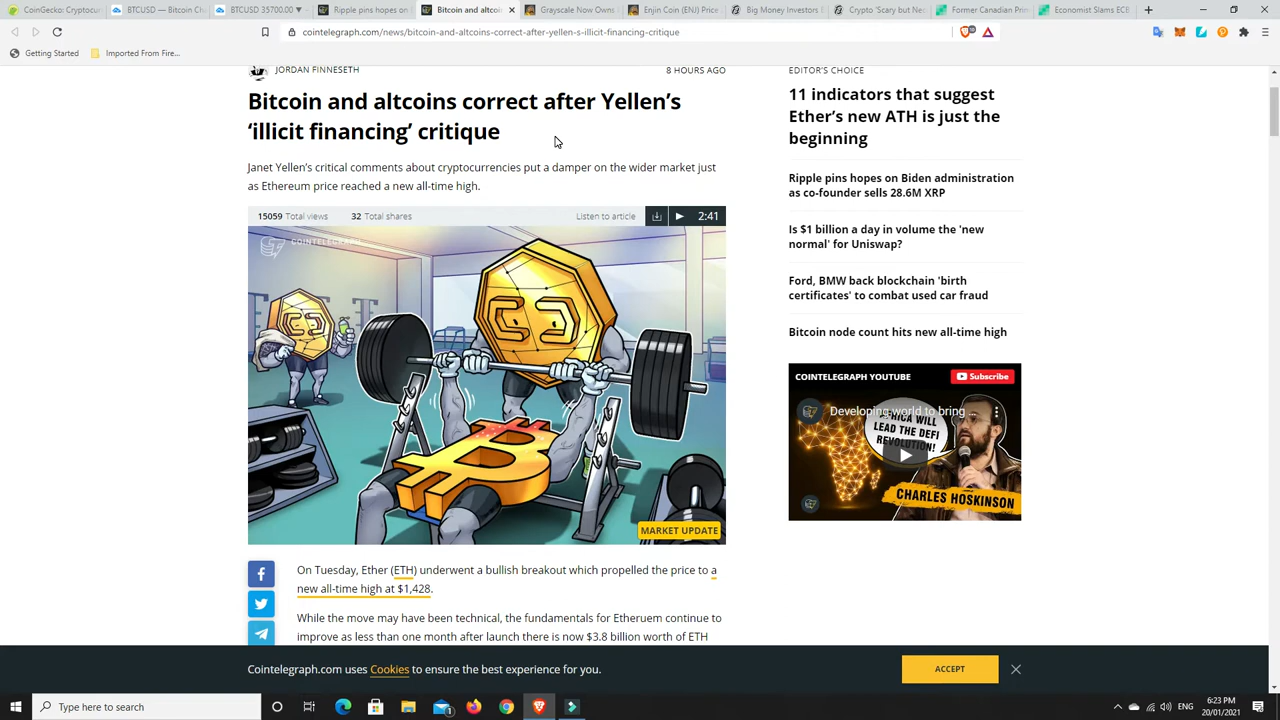 CoinGecko: Cryptocu
BTCUSD — Bitcoin Ch
BTCUSD 35700.00
Ripple pins hopes on
Bitcoin and altcoi
Grayscale Now Owns
Enjin Coin (ENJ) Price
Big Money Investors
Crypto 'Scary but Ne
Former Canadian Prim
Economist Slams ECB
cointelegraph.com/news/bitcoin-and-altcoins-correct-after-yellen-s-illicit-financing-critique
Getting Started
Imported From Fire...
JORDAN FINNESETH
8 HOURS AGO
Bitcoin and altcoins correct after Yellen's
'illicit financing' critique
Janet Yellen's critical comments about cryptocurrencies put a damper on the wider market just
as Ethereum price reached a new all-time high.
15059 Total views
32 Total shares
Listen to article
2:41
COINTELEGRAPH
MARKET UPDATE
On Tuesday, Ether (ETH) underwent a bullish breakout which propelled the price to a
new all-time high at $1,428.
While the move may have been technical, the fundamentals for Etheruem continue to
improve as less than one month after launch there is now $3.8 billion worth of ETH
EDITOR'S CHOICE
11 indicators that suggest
Ether's new ATH is just the
beginning
Ripple pins hopes on Biden administration
as co-founder sells 28.6M XRP
Is $1 billion a day in volume the 'new
normal' for Uniswap?
Ford, BMW back blockchain 'birth
certificates' to combat used car fraud
Bitcoin node count hits new all-time high
COINTELEGRAPH YOUTUBE
Subscribe
Developing world to bring ...
WILL
LEAD THE DEFI
REVOLUTION!
CHARLES HOSKINSON
Cointelegraph.com uses Cookies to ensure the best experience for you.
ACCEPT
Type here to search
ENG
6:23 PM
20/01/2021